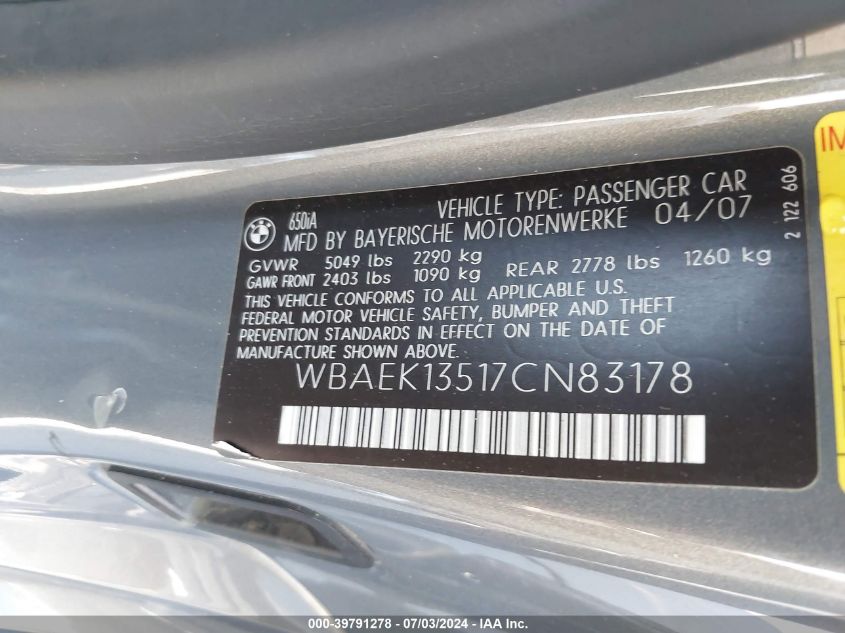 650iA VEHICLE TYPE: PASSENGER CAR
MFD BY BAYERISCHE MOTORENWERKE 04/07
GVWR 5049 lbs 2290 kg
GAWR FRONT 2403 lbs 1090 kg REAR 2778 lbs 1260 kg
THIS VEHICLE CONFORMS TO ALL APPLICABLE U.S.
FEDERAL MOTOR VEHICLE SAFETY, BUMPER AND THEFT
PREVENTION STANDARDS IN EFFECT ON THE DATE OF
MANUFACTURE SHOWN ABOVE.
WBAEK13517CN83178
2 122 606
IM
000-39791278 - 07/03/2024 - IAA Inc.